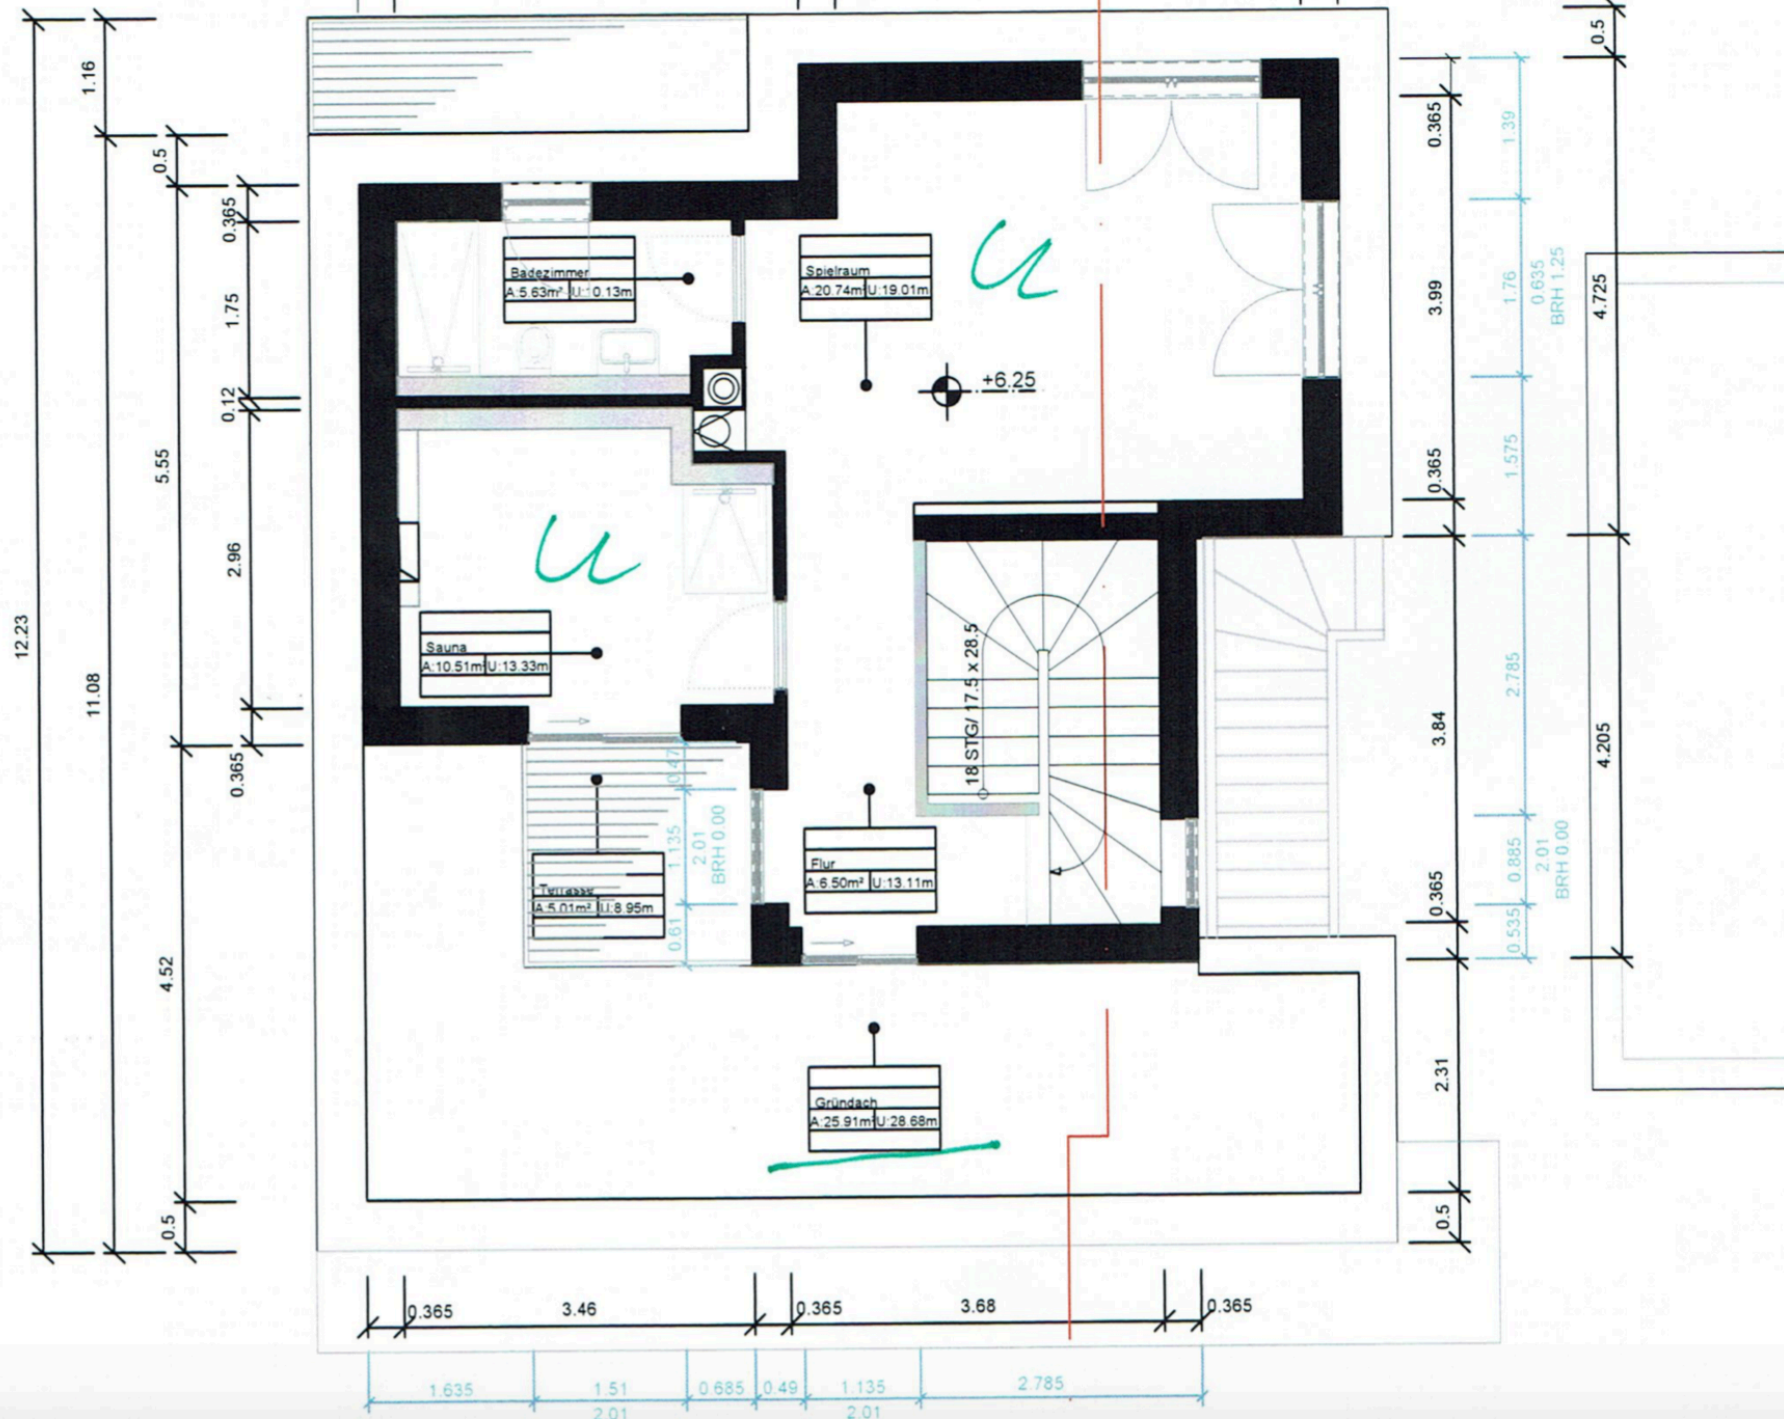 0.5
1.16
0.5
0.365
0.365
1.39
Badezimmer
A:5.63m² U: 0.13m
Spielraum
A:20.74m² U:19.01m
u
1.75
3.99
1.76
0.635
BRH 1.25
4.725
+6.25
0.12
5.55
0.365
1.575
2.96
u
12.23
Sauna
A:10.51m² U:13.33m
18 STG/ 17.5 x 28.5
2.785
11.08
3.84
4.205
0.365
0.47
1.135
2.01
BRH 0.00
Flur
A:6.50m² U:13.11m
0.885
2.01
BRH 0.00
Terrasse
A:5.01m² U:8.95m
0.365
0.61
0.535
4.52
2.31
Gründach
A:25.91m² U:28.68m
0.5
0.5
0.365 3.46 0.365 3.68 0.365
1.635 1.51 0.685 0.49 1.135 2.785
2.01 2.01